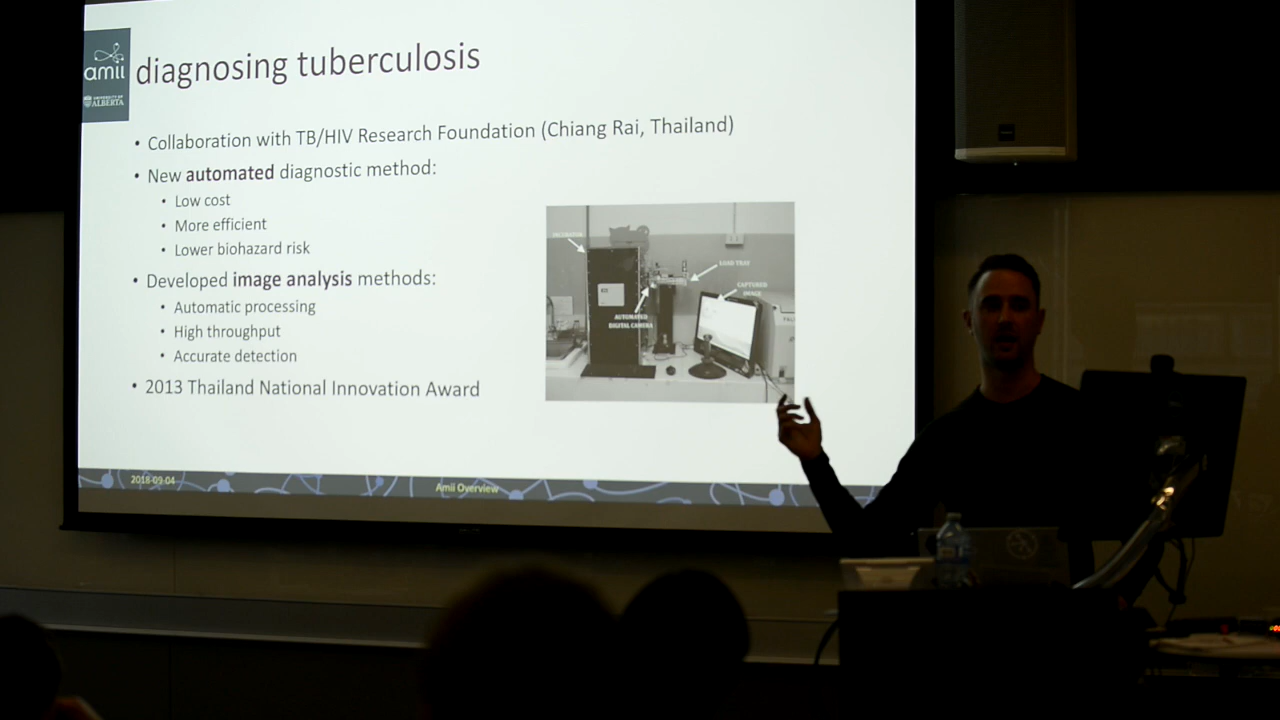 amii
UNIVERSITY OF
ALBERTA
diagnosing tuberculosis
• Collaboration with TB/HIV Research Foundation (Chiang Rai, Thailand)
• New automated diagnostic method:
• Low cost
• More efficient
• Lower biohazard risk
• Developed image analysis methods:
• Automatic processing
• High throughput
• Accurate detection
• 2013 Thailand National Innovation Award
INCUBATOR
LOAD TRAY
CAPTURED
IMAGE
AUTOMATED
DIGITAL CAMERA
2018-09-04
Amii Overview